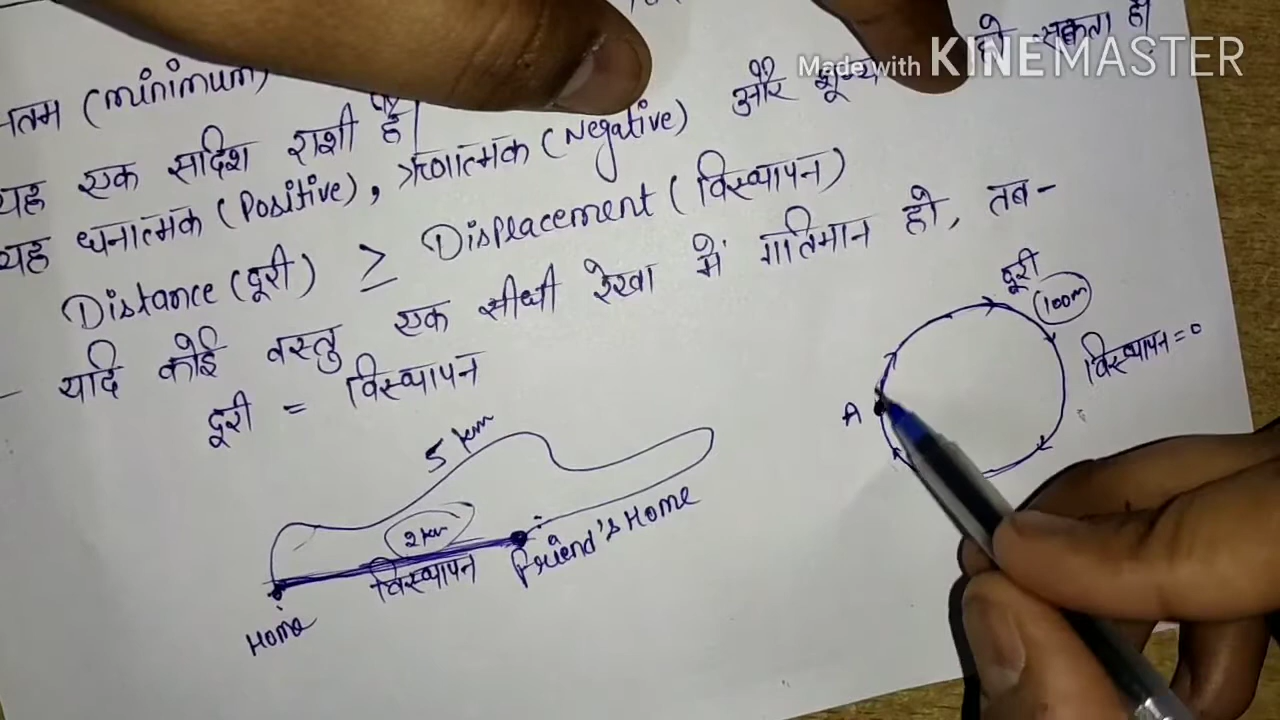 Made with KINEMASTER
-तम (minimum)
यह एक सदिश राशी है।
यह धनात्मक (Positive), ऋणात्मक (Negative) और शून्य हो सकता है।
Distance (दूरी) ≥ Displacement (विस्थापन)
- यदि कोई वस्तु एक सीधी रेखा में गतिमान हो, तब-
दूरी = विस्थापन
दूरी
100m
विस्थापन = 0
A
5 km
2 km
विस्थापन
Friend's Home
Home